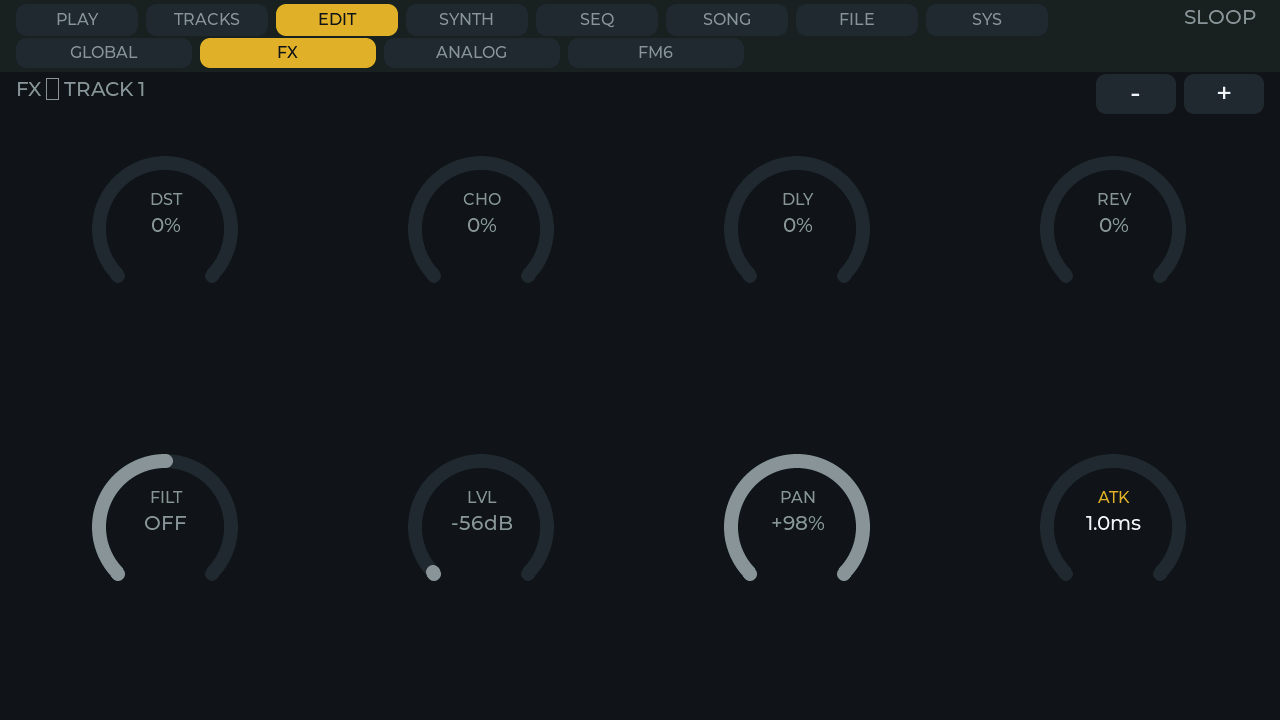 PLAY TRACKS EDIT SYNTH SEQ SONG FILE SYS SLOOP
GLOBAL FX ANALOG FM6
FX TRACK 1 - +
DST CHO DLY REV
0% 0% 0% 0%
FILT LVL PAN ATK
OFF -56dB +98% 1.0ms